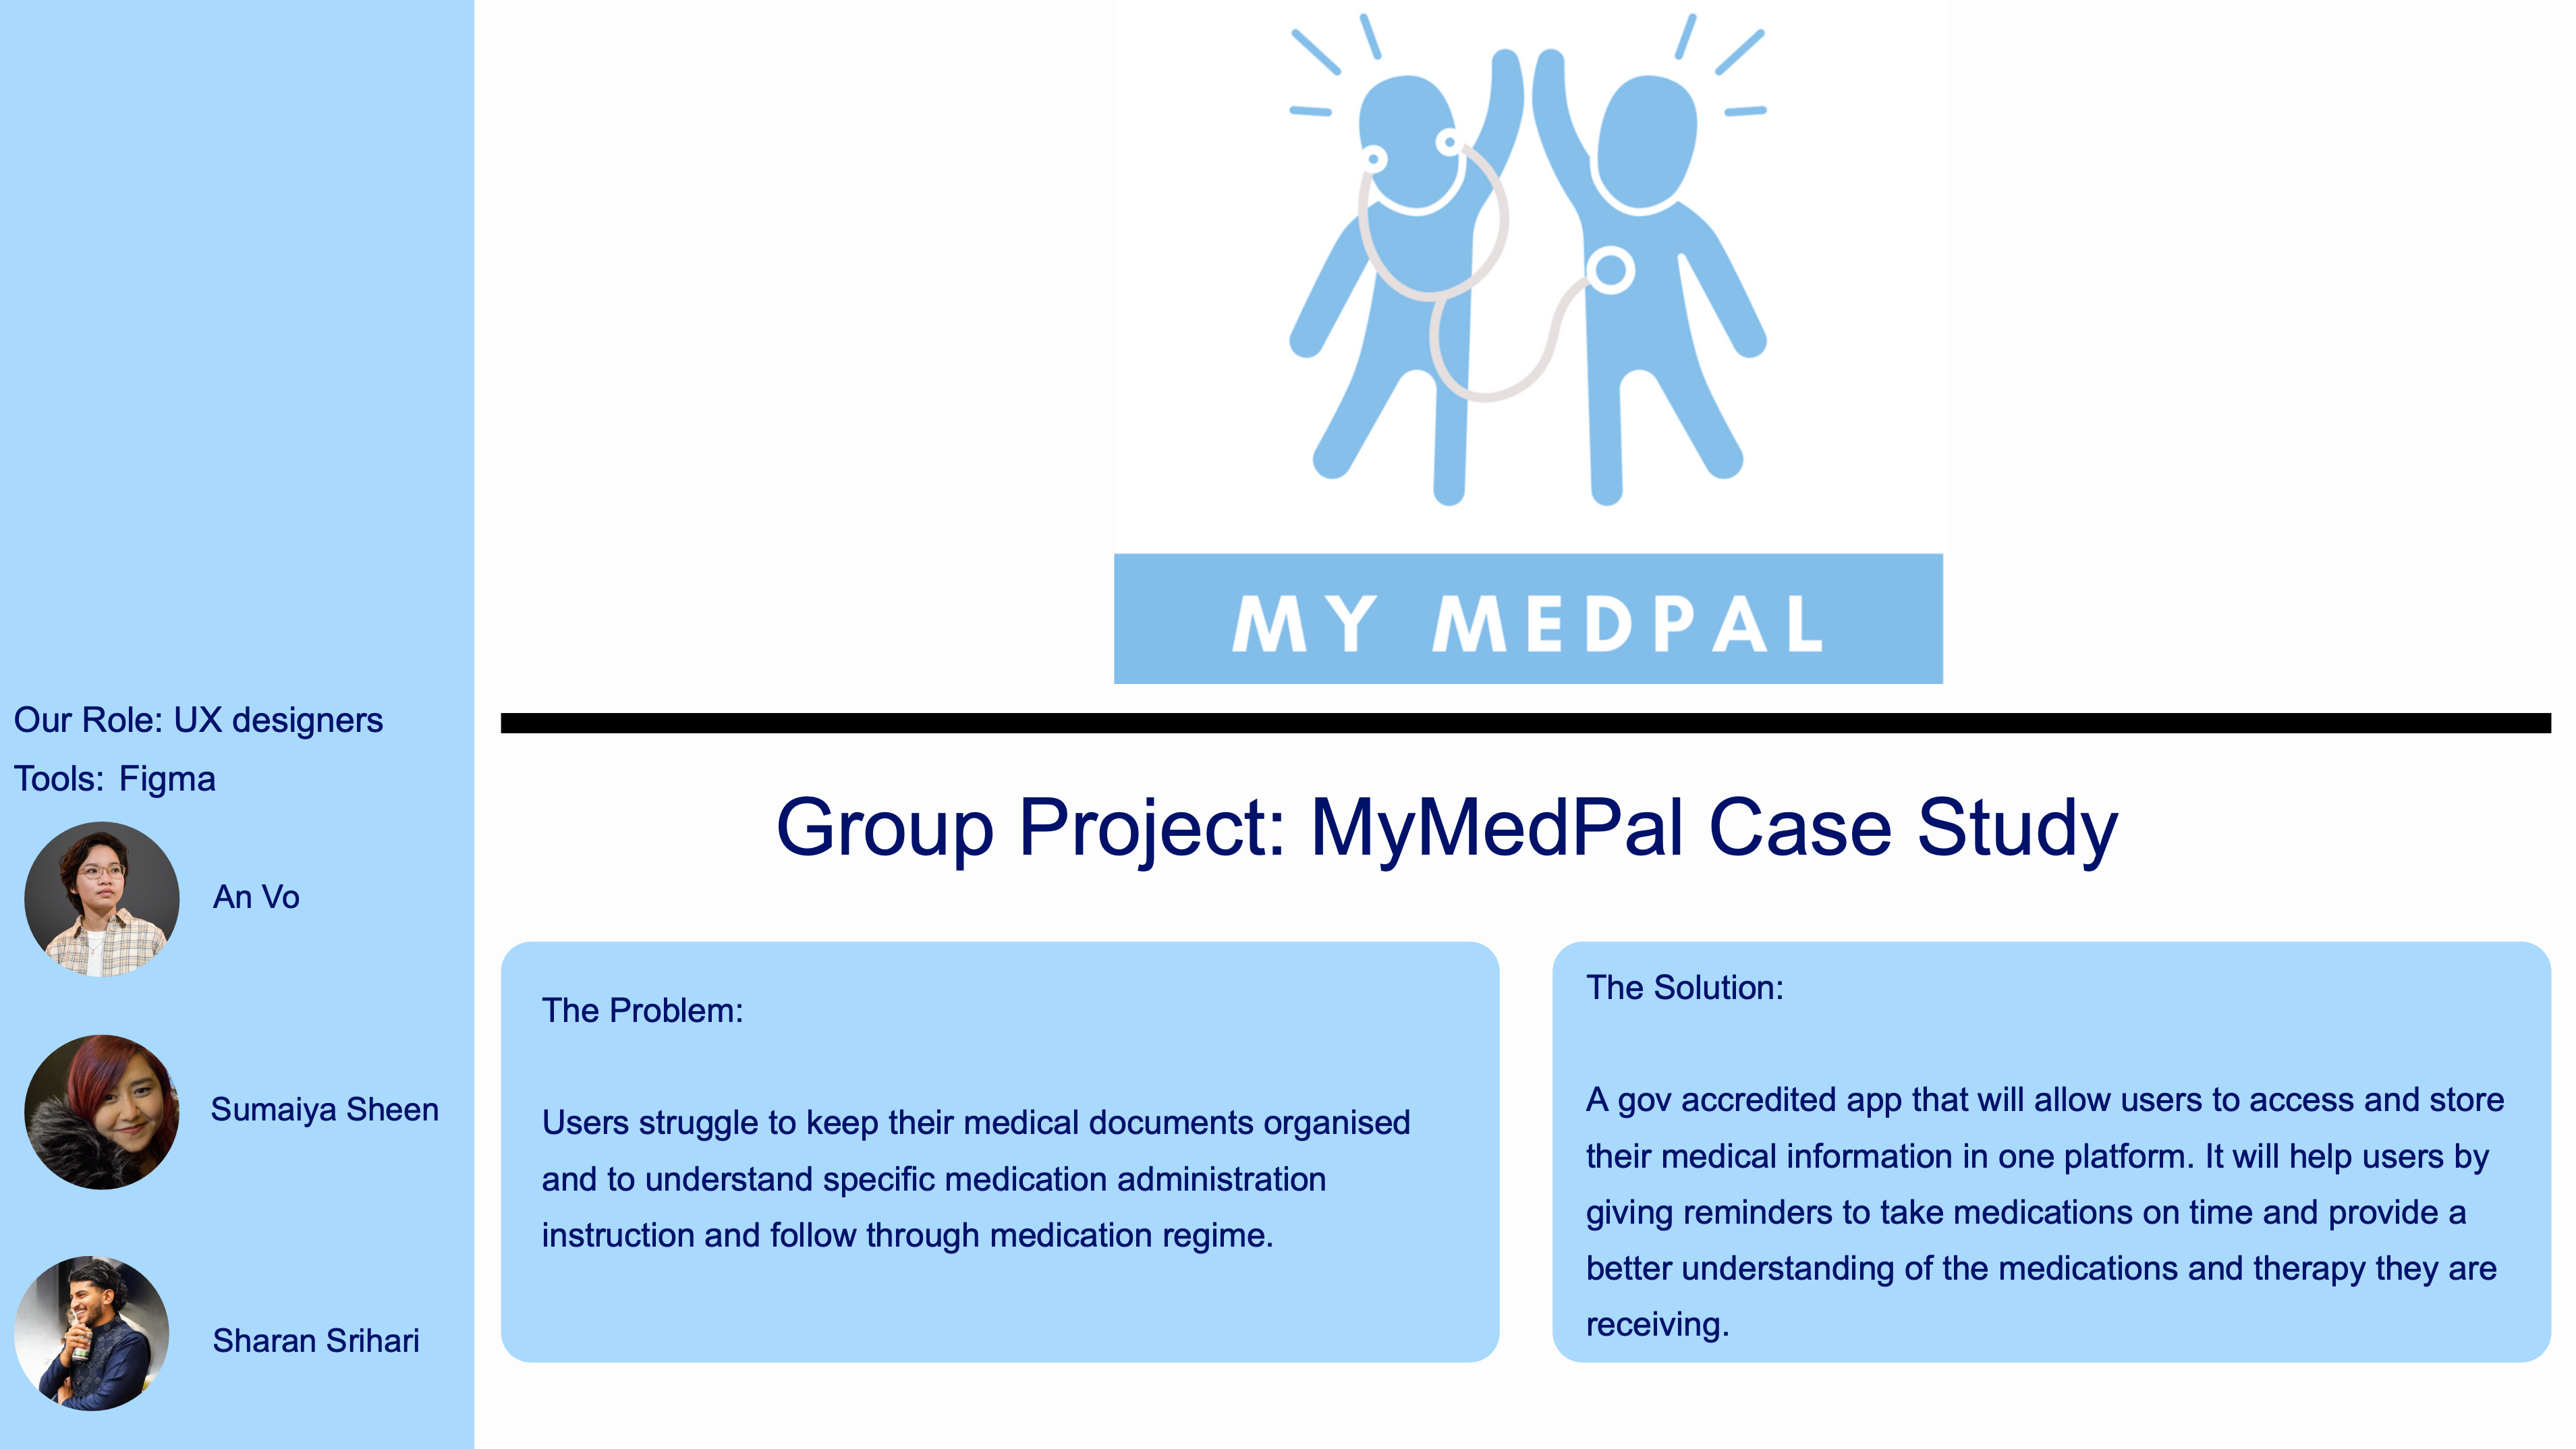 MY MEDPAL
Our Role: UX designers
Tools: Figma
An Vo
Sumaiya Sheen
Sharan Srihari
Group Project: MyMedPal Case Study
The Problem:
Users struggle to keep their medical documents organised
and to understand specific medication administration
instruction and follow through medication regime.
The Solution:
A gov accredited app that will allow users to access and store
their medical information in one platform. It will help users by
giving reminders to take medications on time and provide a
better understanding of the medications and therapy they are
receiving.